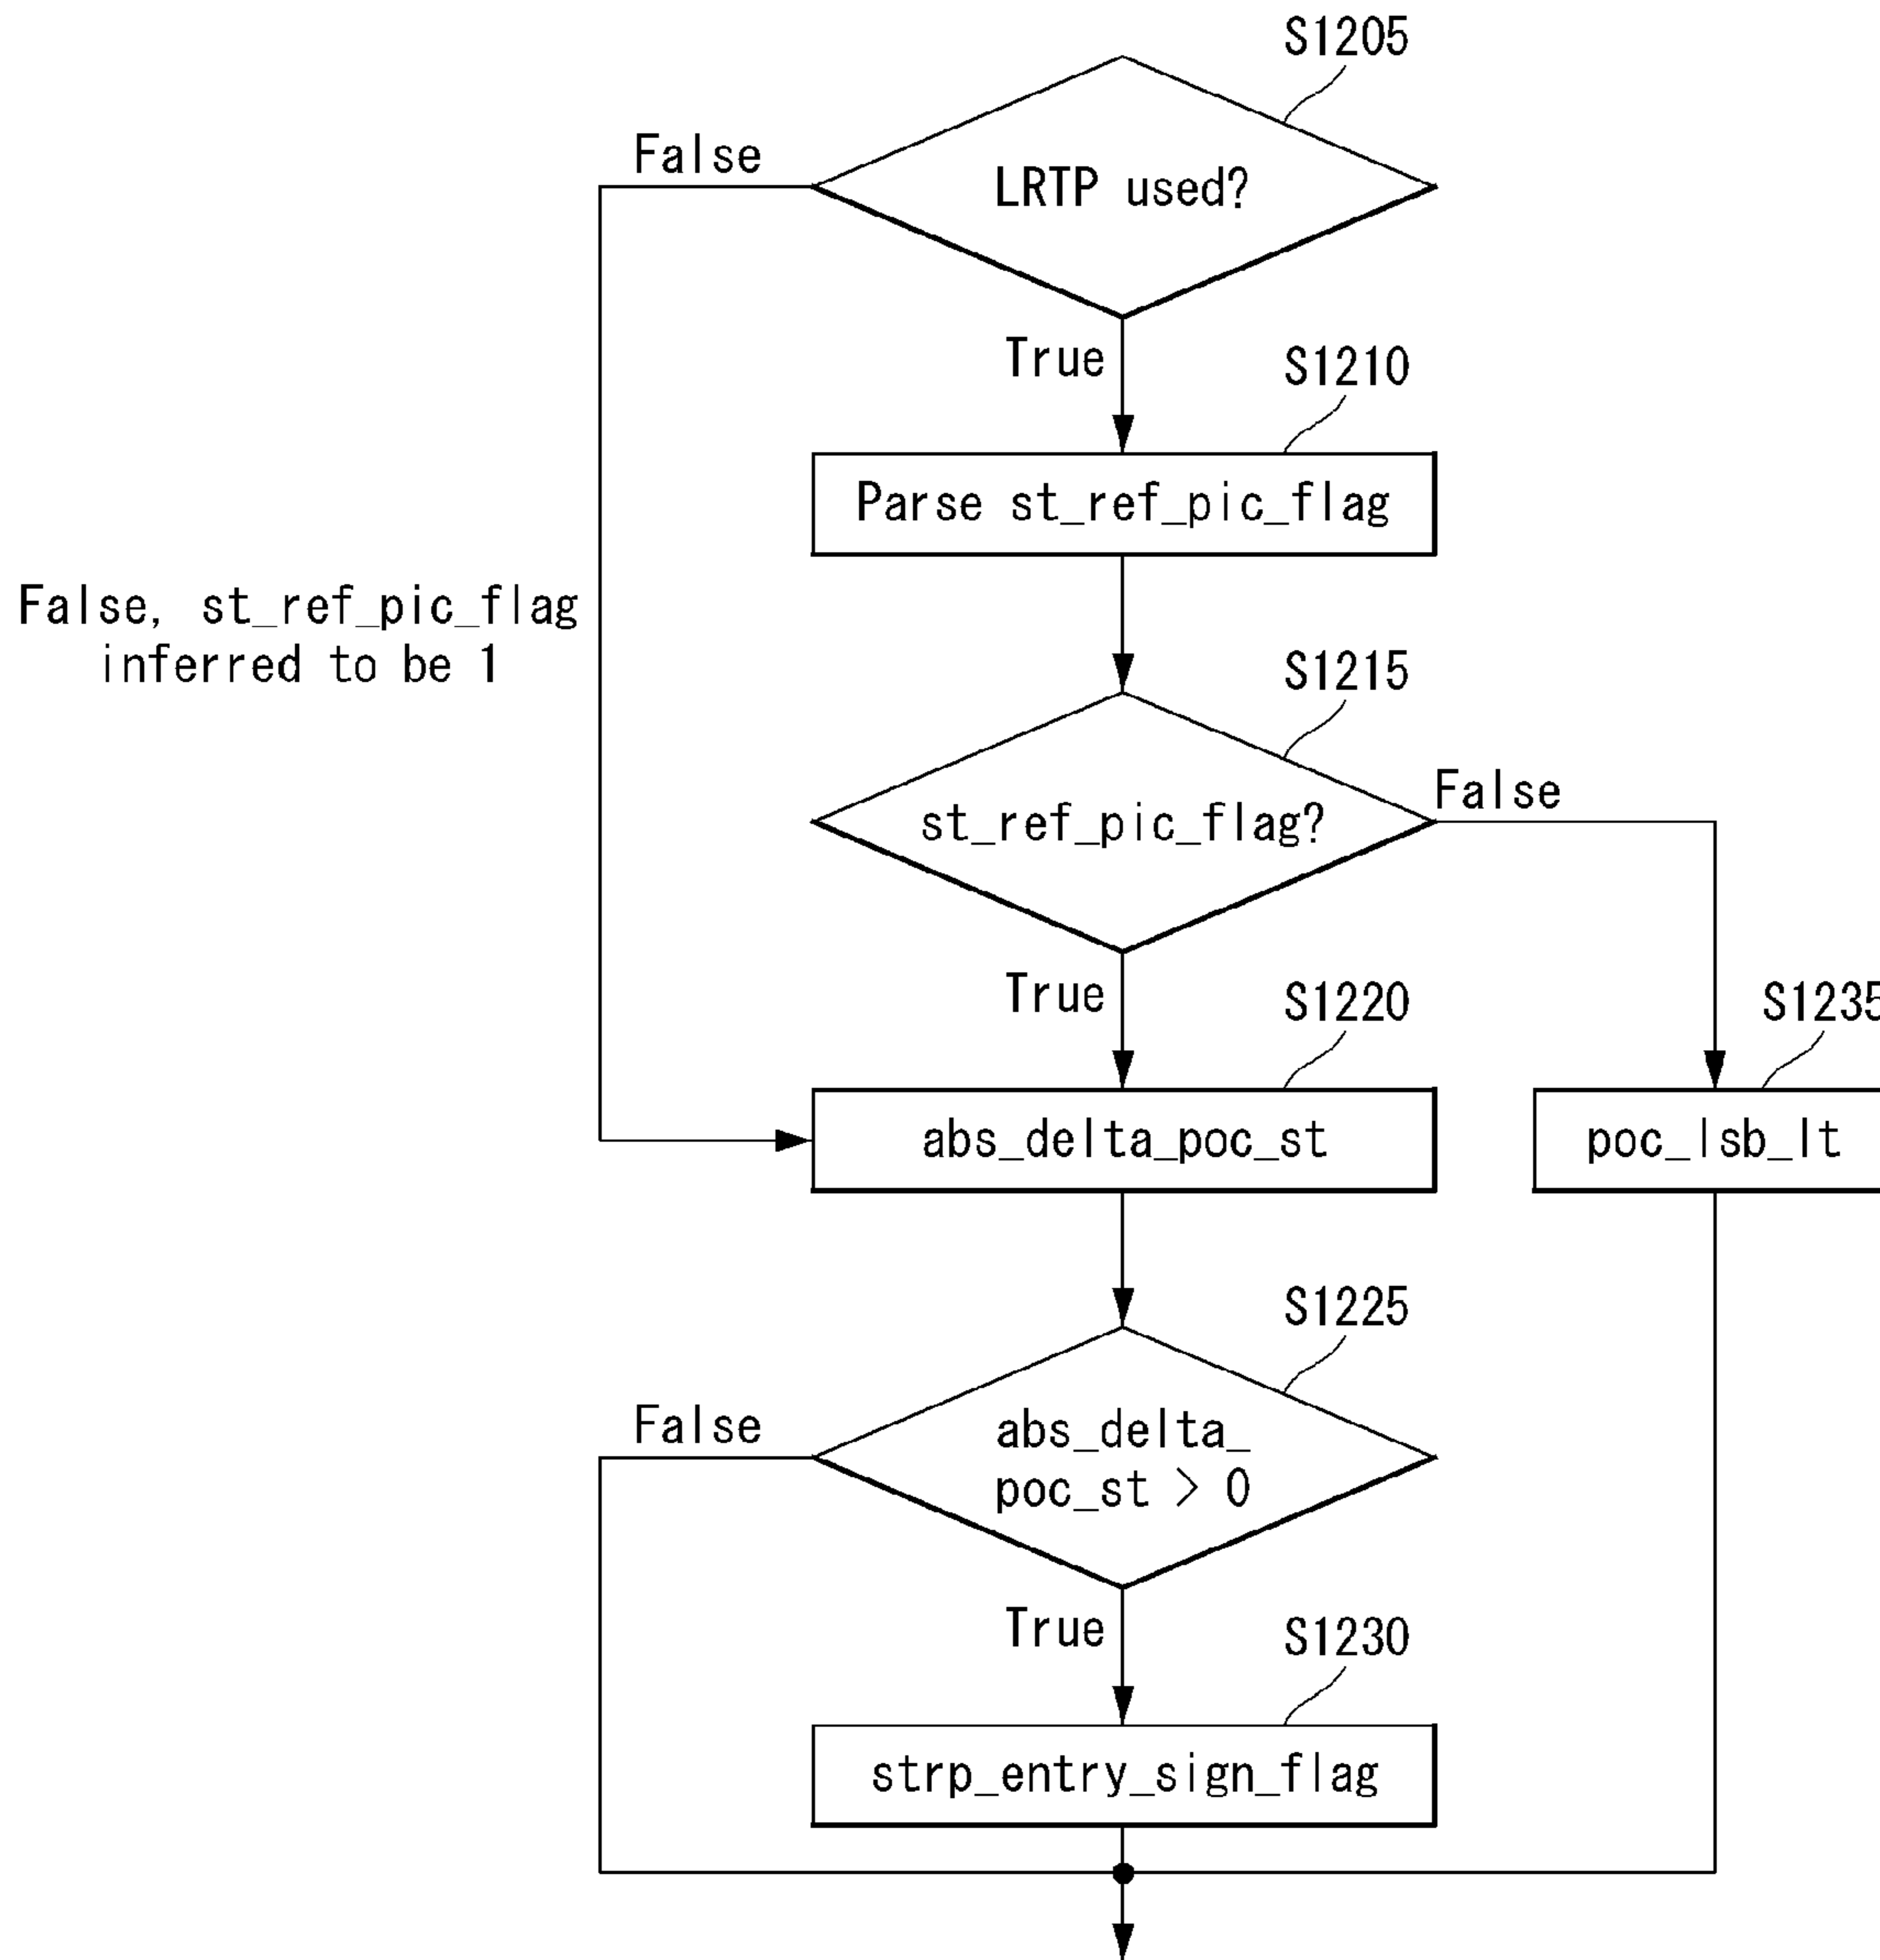 S1205
False
LRTP used?
True
S1210
Parse st_ref_pic_flag
False, st_ref_pic_flag
inferred to be 1
S1215
st_ref_pic_flag?
False
True
S1220
S1235
abs_delta_poc_st
poc_lsb_lt
S1225
False
abs_delta_
poc_st > 0
True
S1230
strp_entry_sign_flag